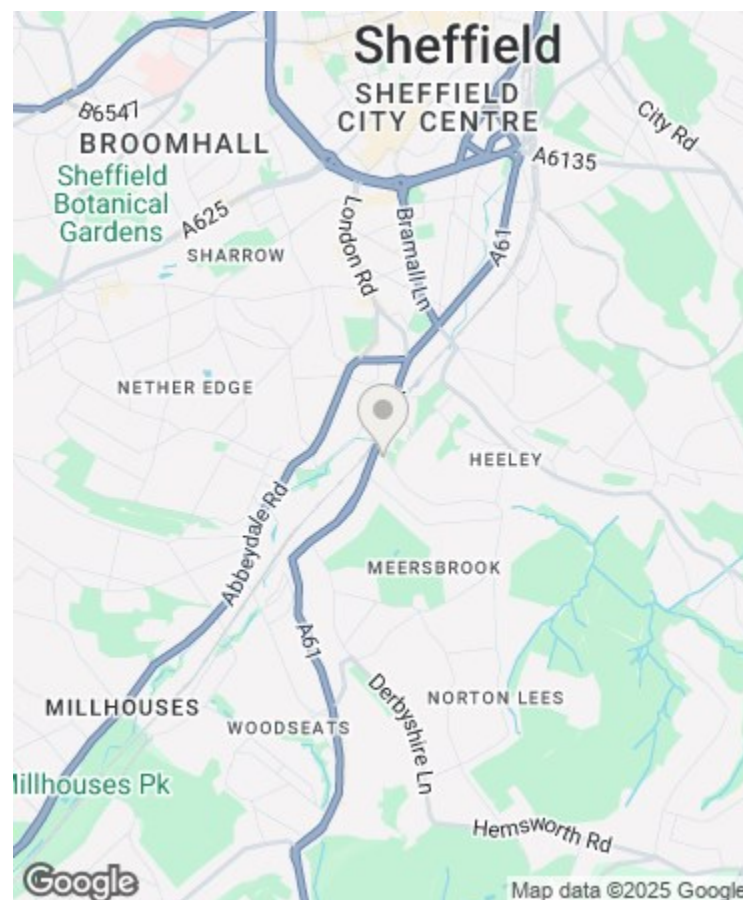 Sheffield
SHEFFIELD
CITY CENTRE
City Rd
B6547
BROOMHALL
A6135
Sheffield
Botanical
Gardens
A625
London Rd
Bramall Ln
A61
SHARROW
NETHER EDGE
HEELEY
Abbeydale Rd
MEERSBROOK
A61
Derbyshire Ln
NORTON LEES
MILLHOUSES
WOODSEATS
Millhouses Pk
Hemsworth Rd
Google
Map data ©2025 Google